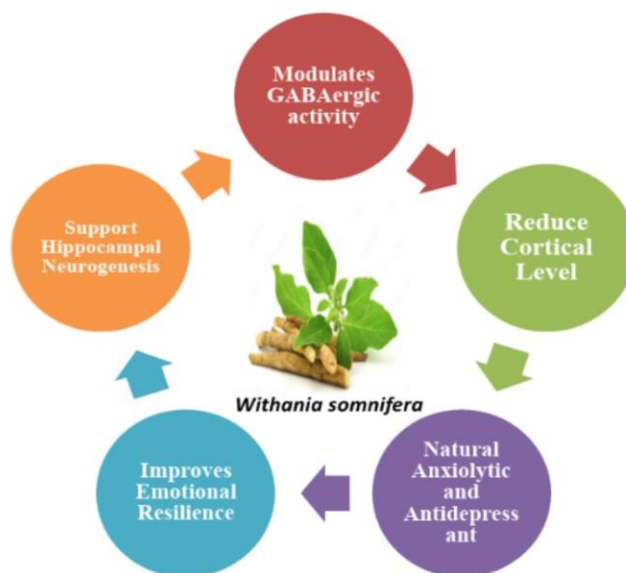 Modulates
GABAergic
activity
Reduce
Cortical
Level
Natural
Anxiolytic
and
Antidepress
ant
Improves
Emotional
Resilience
Support
Hippocampal
Neurogenesis
Withania somnifera